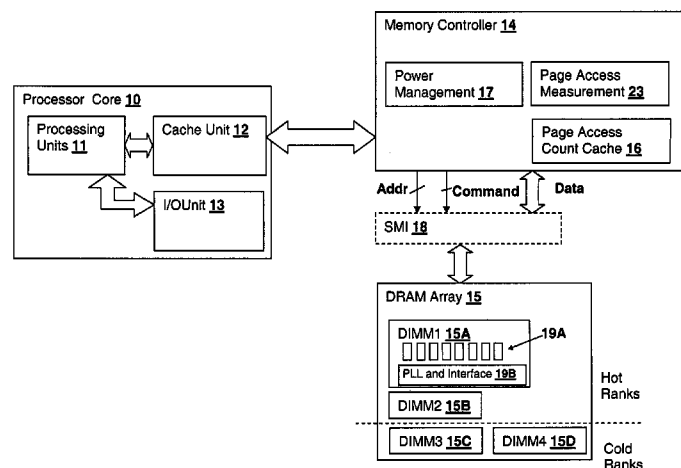 Memory Controller 14
Power
Management 17
Page Access
Measurement 23
Page Access
Count Cache 16
Processor Core 10
Processing
Units 11
Cache Unit 12
I/OUnit 13
Addr
Command
Data
SMI 18
DRAM Array 15
DIMM1 15A
19A
PLL and Interface 19B
DIMM2 15B
Hot
Ranks
DIMM3 15C
DIMM4 15D
Cold
Ranks